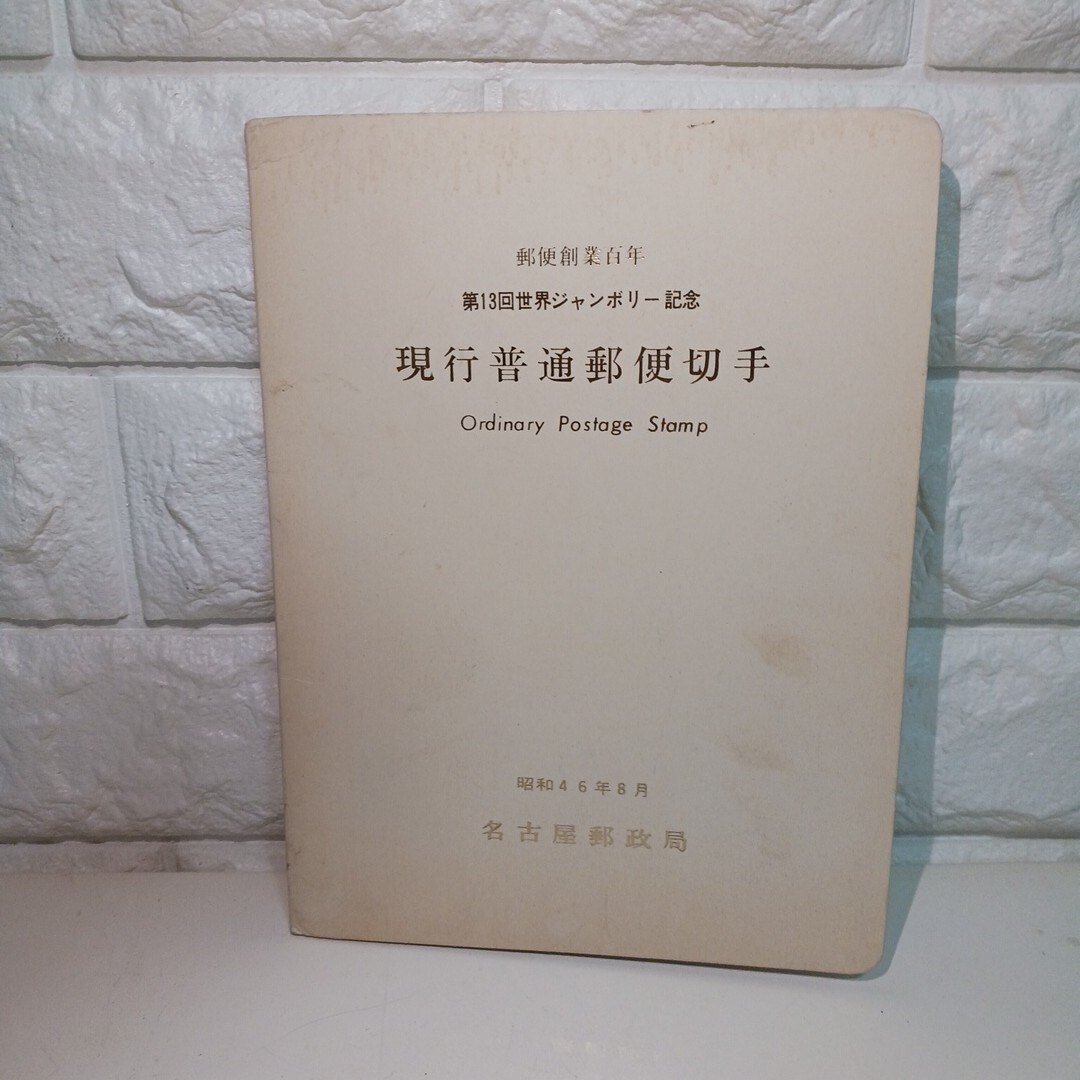 郵便創業百年
第13回世界ジャンボリー記念
現行普通郵便切手
Ordinary Postage Stamp
昭和46年8月
名古屋郵政局